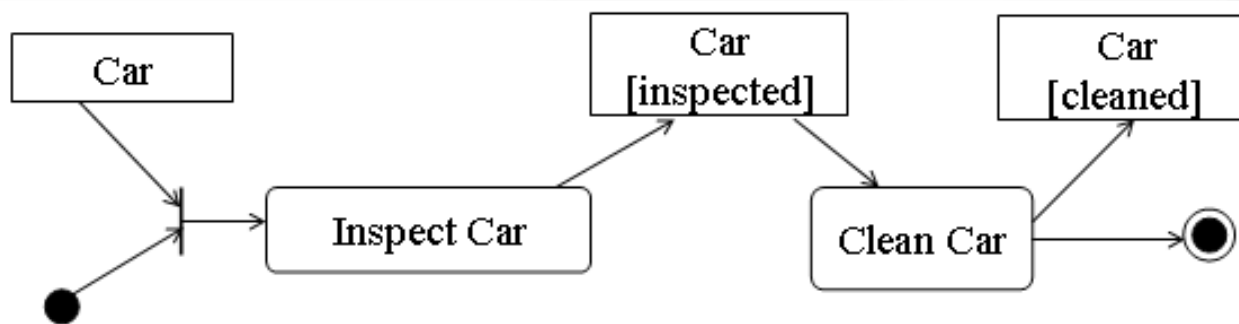 Car
Car
[inspected]
Car
[cleaned]
Inspect Car
Clean Car